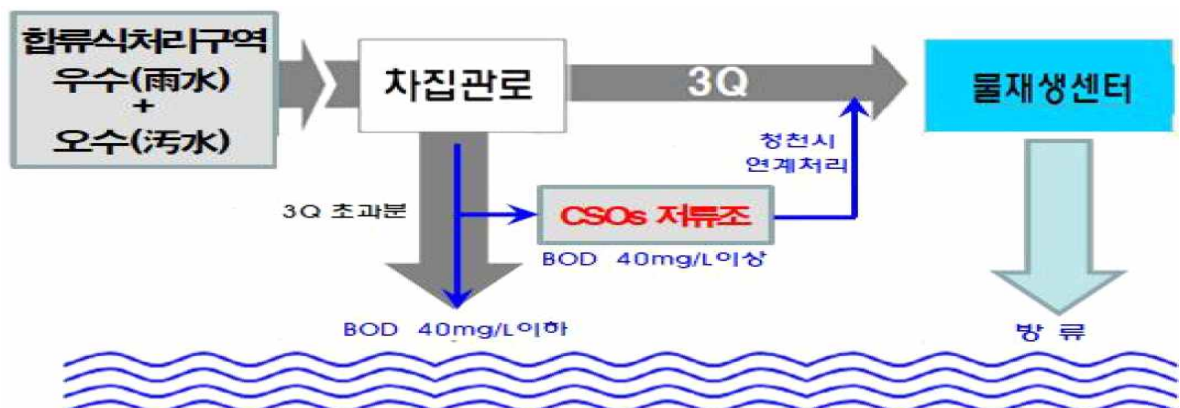 합류식처리구역
우수(雨水)
+
오수(汚水)
차집관로
3Q
물재생센터
청천시
연계처리
3Q 초과분
CSOs 저류조
BOD 40mg/L이상
BOD 40mg/L이하
방 류